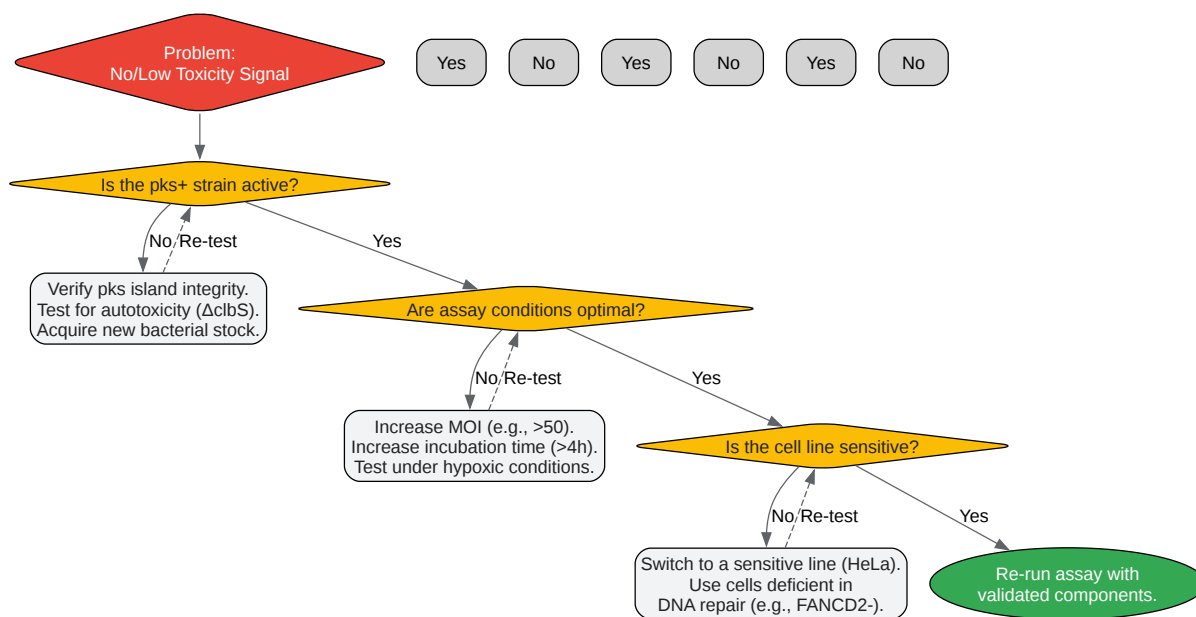 Problem:
No/Low Toxicity Signal
Yes
No
Yes
No
Yes
No
Is the pks+ strain active?
No
Re-test
Yes
Verify pks island integrity.
Test for autotoxicity (ΔclbS).
Acquire new bacterial stock.
Are assay conditions optimal?
No
Re-test
Yes
Increase MOI (e.g., >50).
Increase incubation time (>4h).
Test under hypoxic conditions.
Is the cell line sensitive?
No
Re-test
Yes
Switch to a sensitive line (HeLa).
Use cells deficient in
DNA repair (e.g., FANCD2-).
Re-run assay with
validated components.